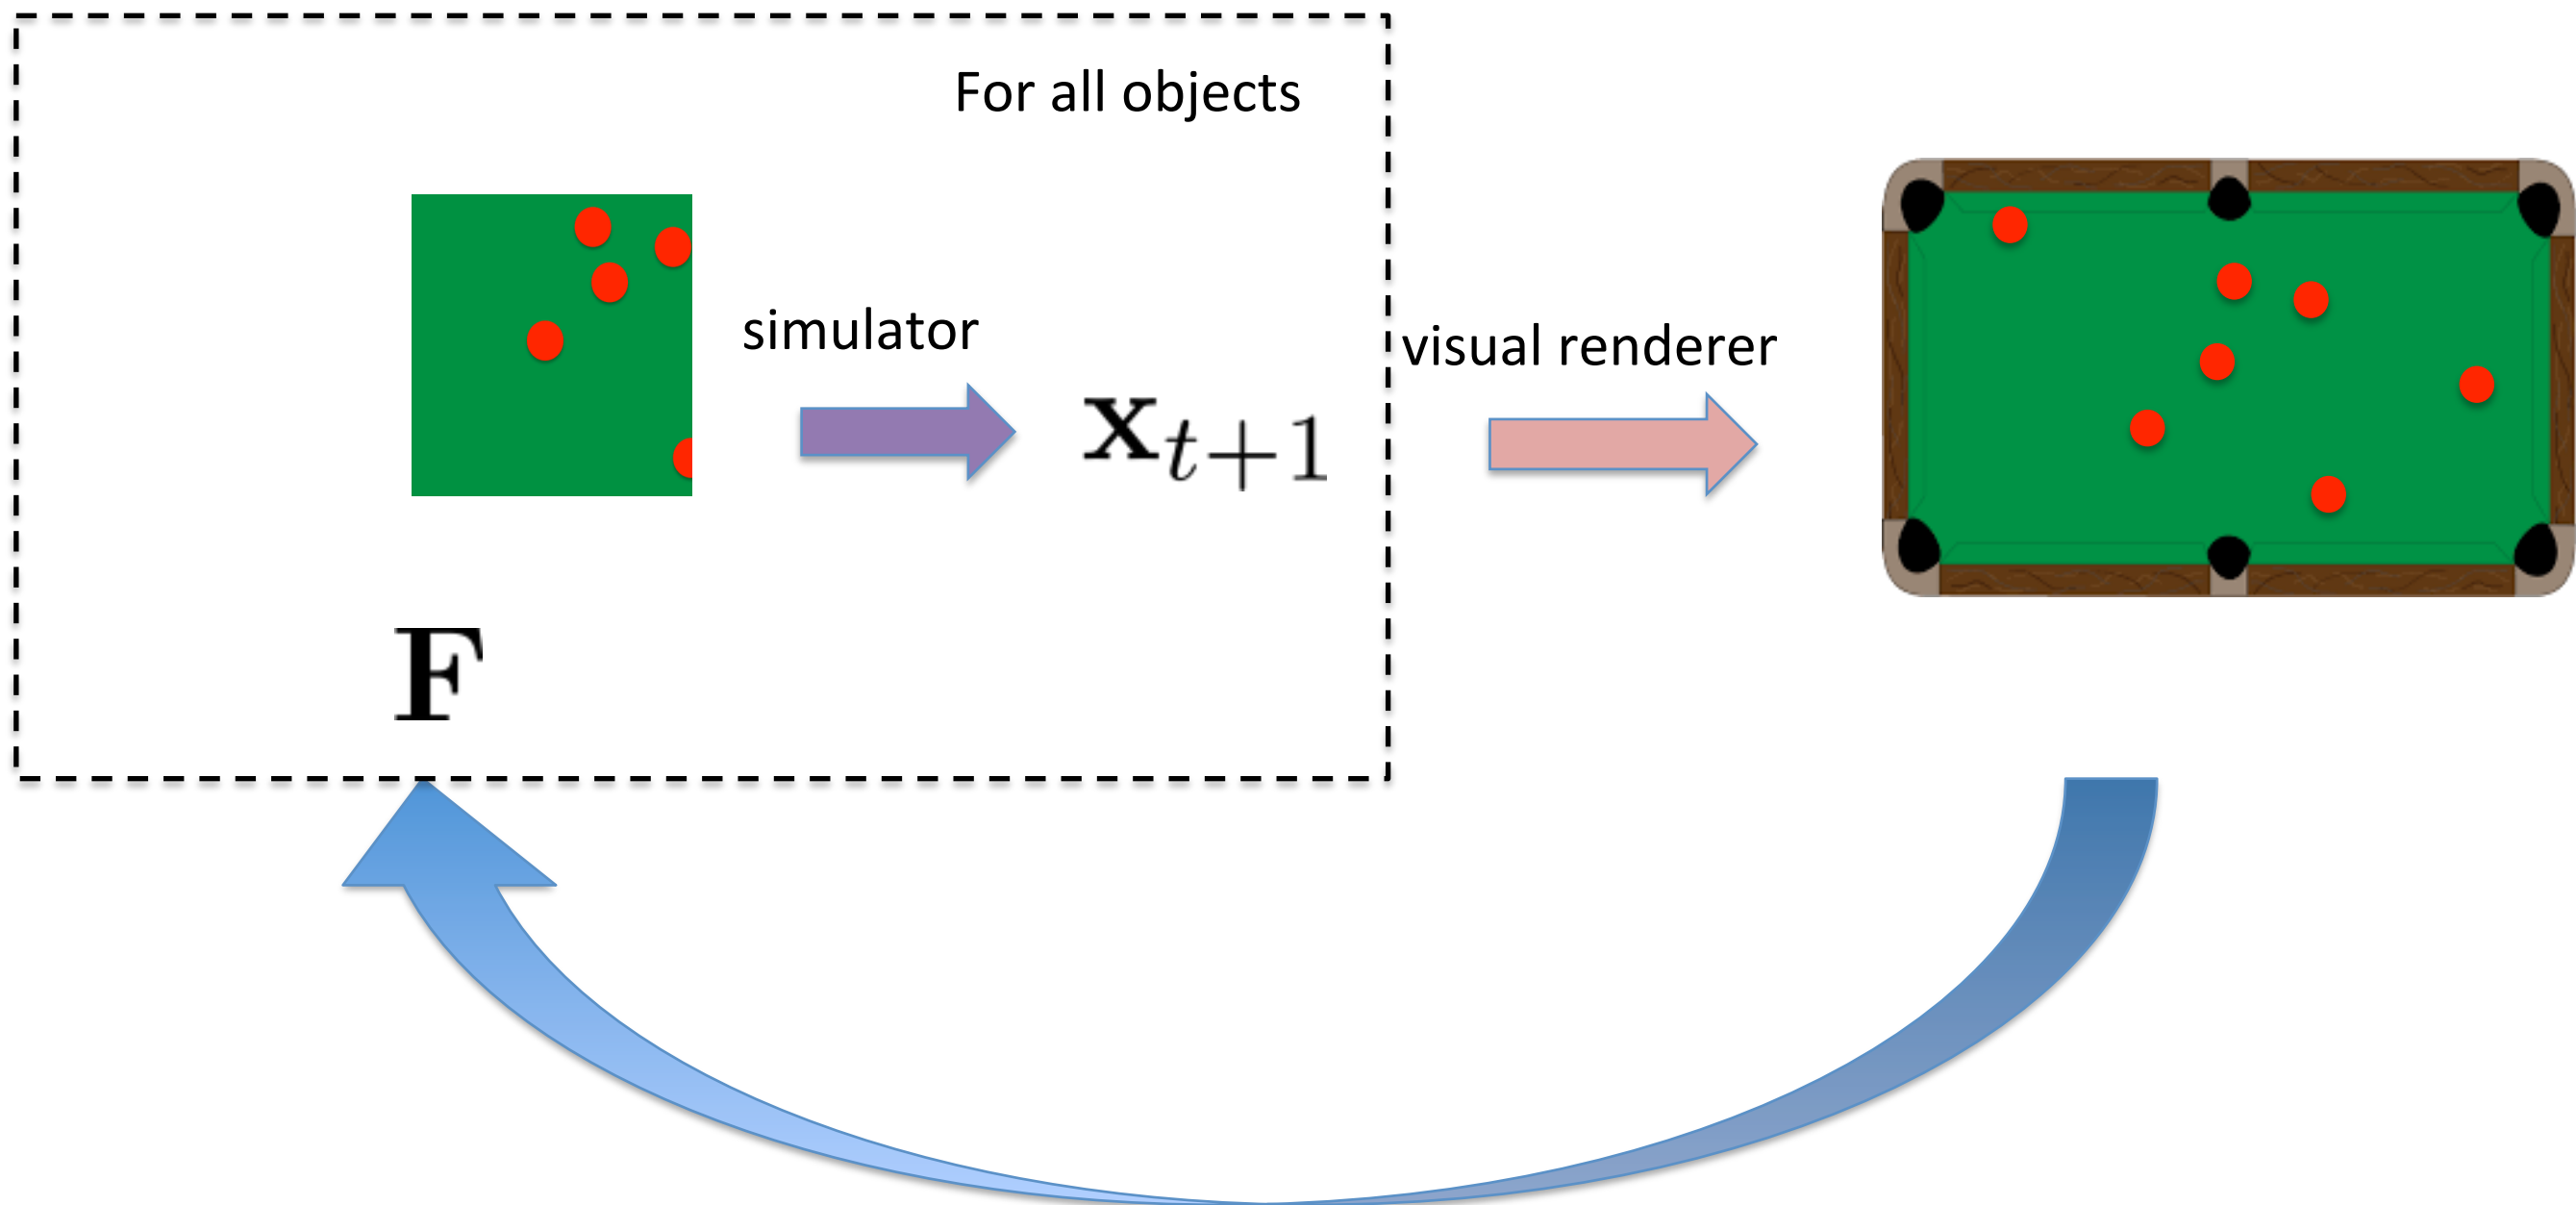 For all objects
simulator
visual renderer
𝐱_{t+1}
𝐅